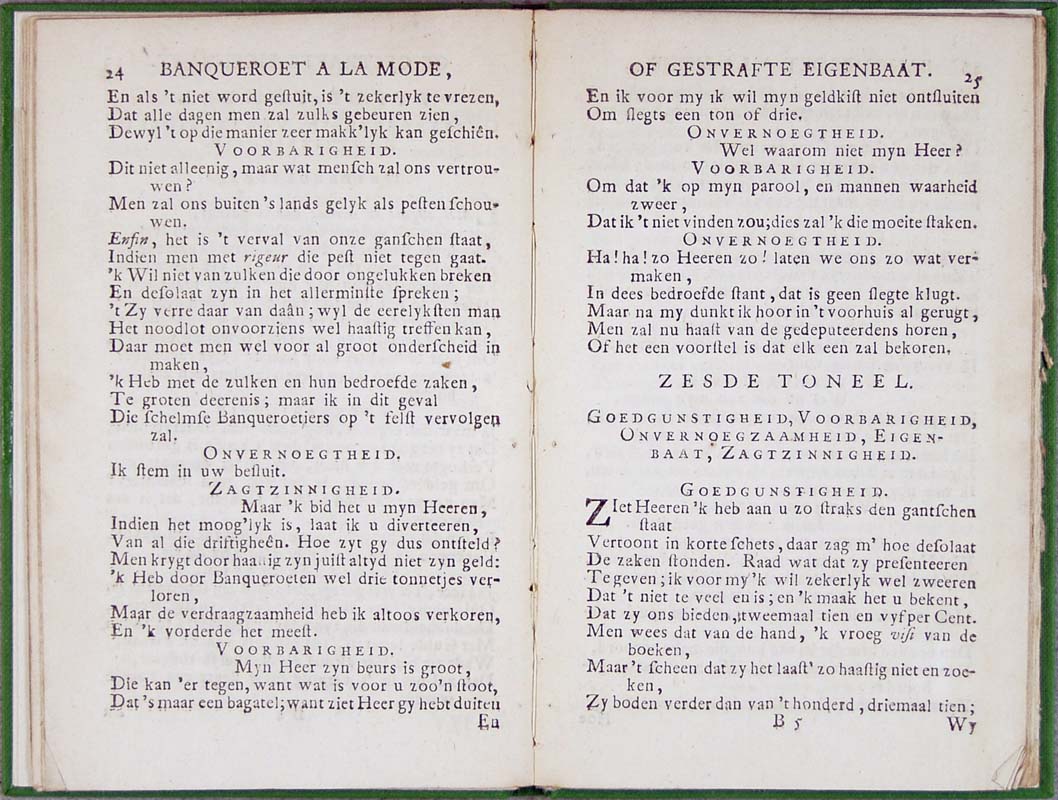 24 BANQUEROET A LA MODE,
En als 't niet word gestuit, is 't zekerlyk te vrezen,
Dat alle dagen men zal zulks gebeuren zien,
Dewyl 't op die manier zeer makk'lyk kan geschiên.
VOORBARIGHEID.
Dit niet alleenig, maar wat mensch zal ons vertrou-
wen?
Men zal ons buiten 's lands gelyk als pesten schou-
wen.
Enfin, het is 't verval van onze ganschen staat,
Indien men met rigeur die pest niet tegen gaat.
'k Wil niet van zulken die door ongelukken breken
En desolaat zyn in het allerminste spreken;
't Zy verre daar van daân; wyl de eerelyksten man
Het noodlot onvoorziens wel haastig treffen kan,
Daar moet men wel voor al groot onderscheid in
maken,
'k Heb met de zulken en hun bedroefde zaken,
Te groten deerenis; maar ik in dit geval
Die schelmse Banqueroetiers op 't felst vervolgen
zal.
ONVERNOEGTHEID.
Ik stem in uw besluit.
ZAGTZINNIGHEID.
Maar 'k bid het u myn Heeren,
Indien het moog'lyk is, laat ik u diverteeren,
Van al die driftigheên. Hoe zyt gy dus ontsteld?
Men krygt door haastig zyn juist altyd niet zyn geld:
'k Heb door Banqueroeten wel drie tonnetjes ver-
loren,
Maar de verdraagzaamheid heb ik altoos verkoren,
En 'k vorderde het meest.
VOORBARIGHEID.
Myn Heer zyn beurs is groot,
Die kan 'er tegen, want wat is voor u zoo'n stoot,
Dat 's maar een bagatel; want ziet Heer gy hebt duiten
En
OF GESTRAFTE EIGENBAAT. 25
En ik voor my ik wil myn geldkist niet ontsluiten
Om slegts een ton of drie.
ONVERNOEGTHEID.
Wel waarom niet myn Heer?
VOORBARIGHEID.
Om dat 'k op myn parool, en mannen waarheid
zweer,
Dat ik 't niet vinden zou; dies zal 'k die moeite staken.
ONVERNOEGTHEID.
Ha! ha! zo Heeren zo! laten we ons zo wat ver-
maken,
In dees bedroefde stant, dat is geen slegte klugt.
Maar na my dunkt ik hoor in 't voorhuis al gerugt,
Men zal nu haast van de gedeputeerdens horen,
Of het een voorstel is dat elk een zal bekoren.
ZESDE TONEEL.
GOEDGUNSTIGHEID, VOORBARIGHEID,
ONVERNOEGZAAMHEID, EIGEN-
BAAT, ZAGTZINNIGHEID.
GOEDGUNSTIGHEID.
ZIet Heeren 'k heb aan u zo straks den gantschen
staat
Vertoont in korte schets, daar zag m' hoe desolaat
De zaken stonden. Raad wat dat zy presenteeren
Te geven; ik voor my 'k wil zekerlyk wel zweeren
Dat 't niet te veel en is; en 'k maak het u bekent,
Dat zy ons bieden, tweemaal tien en vyf per Cent.
Men wees dat van de hand, 'k vroeg visi van de
boeken,
Maar 't scheen dat zy het laast' zo haastig niet en zoe-
ken,
Zy boden verder dan van 't honderd, driemaal tien;
B 5 Wy